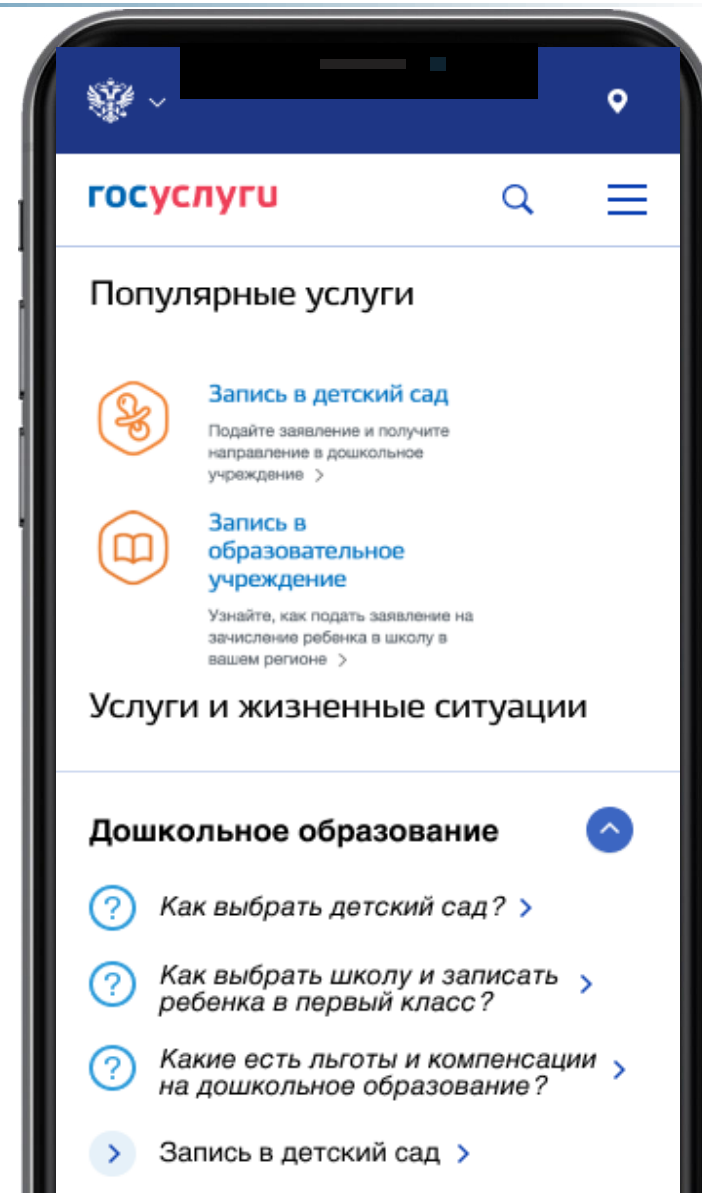 госуслуги
Популярные услуги
Запись в детский сад
Подайте заявление и получите
направление в дошкольное
учреждение
Запись в
образовательное
учреждение
Узнайте, как подать заявление на
зачисление ребенка в школу в
вашем регионе
Услуги и жизненные ситуации
Дошкольное образование
? Как выбрать детский сад?
? Как выбрать школу и записать
ребенка в первый класс?
? Какие есть льготы и компенсации
на дошкольное образование?
Запись в детский сад